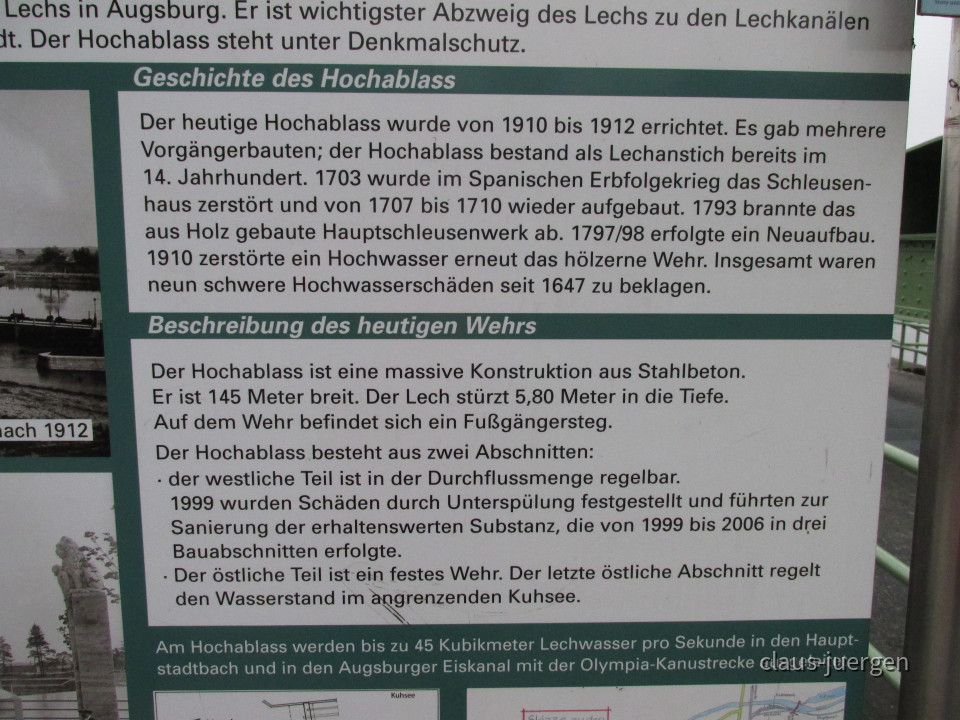 Lechs in Augsburg. Er ist wichtigster Abzweig des Lechs zu den Lechkanälen
dt. Der Hochablass steht unter Denkmalschutz.
Geschichte des Hochablass
Der heutige Hochablass wurde von 1910 bis 1912 errichtet. Es gab mehrere
Vorgängerbauten; der Hochablass bestand als Lechanstich bereits im
14. Jahrhundert. 1703 wurde im Spanischen Erbfolgekrieg das Schleusen-
haus zerstört und von 1707 bis 1710 wieder aufgebaut. 1793 brannte das
aus Holz gebaute Hauptschleusenwerk ab. 1797/98 erfolgte ein Neuaufbau.
1910 zerstörte ein Hochwasser erneut das hölzerne Wehr. Insgesamt waren
neun schwere Hochwasserschäden seit 1647 zu beklagen.
nach 1912
Beschreibung des heutigen Wehrs
Der Hochablass ist eine massive Konstruktion aus Stahlbeton.
Er ist 145 Meter breit. Der Lech stürzt 5,80 Meter in die Tiefe.
Auf dem Wehr befindet sich ein Fußgängersteg.
Der Hochablass besteht aus zwei Abschnitten:
· der westliche Teil ist in der Durchflussmenge regelbar.
1999 wurden Schäden durch Unterspülung festgestellt und führten zur
Sanierung der erhaltenswerten Substanz, die von 1999 bis 2006 in drei
Bauabschnitten erfolgte.
· Der östliche Teil ist ein festes Wehr. Der letzte östliche Abschnitt regelt
den Wasserstand im angrenzenden Kuhsee.
Am Hochablass werden bis zu 45 Kubikmeter Lechwasser pro Sekunde in den Haupt-
stadtbach und in den Augsburger Eiskanal mit der Olympia-Kanustrecke
claus-juergen
Kuhsee